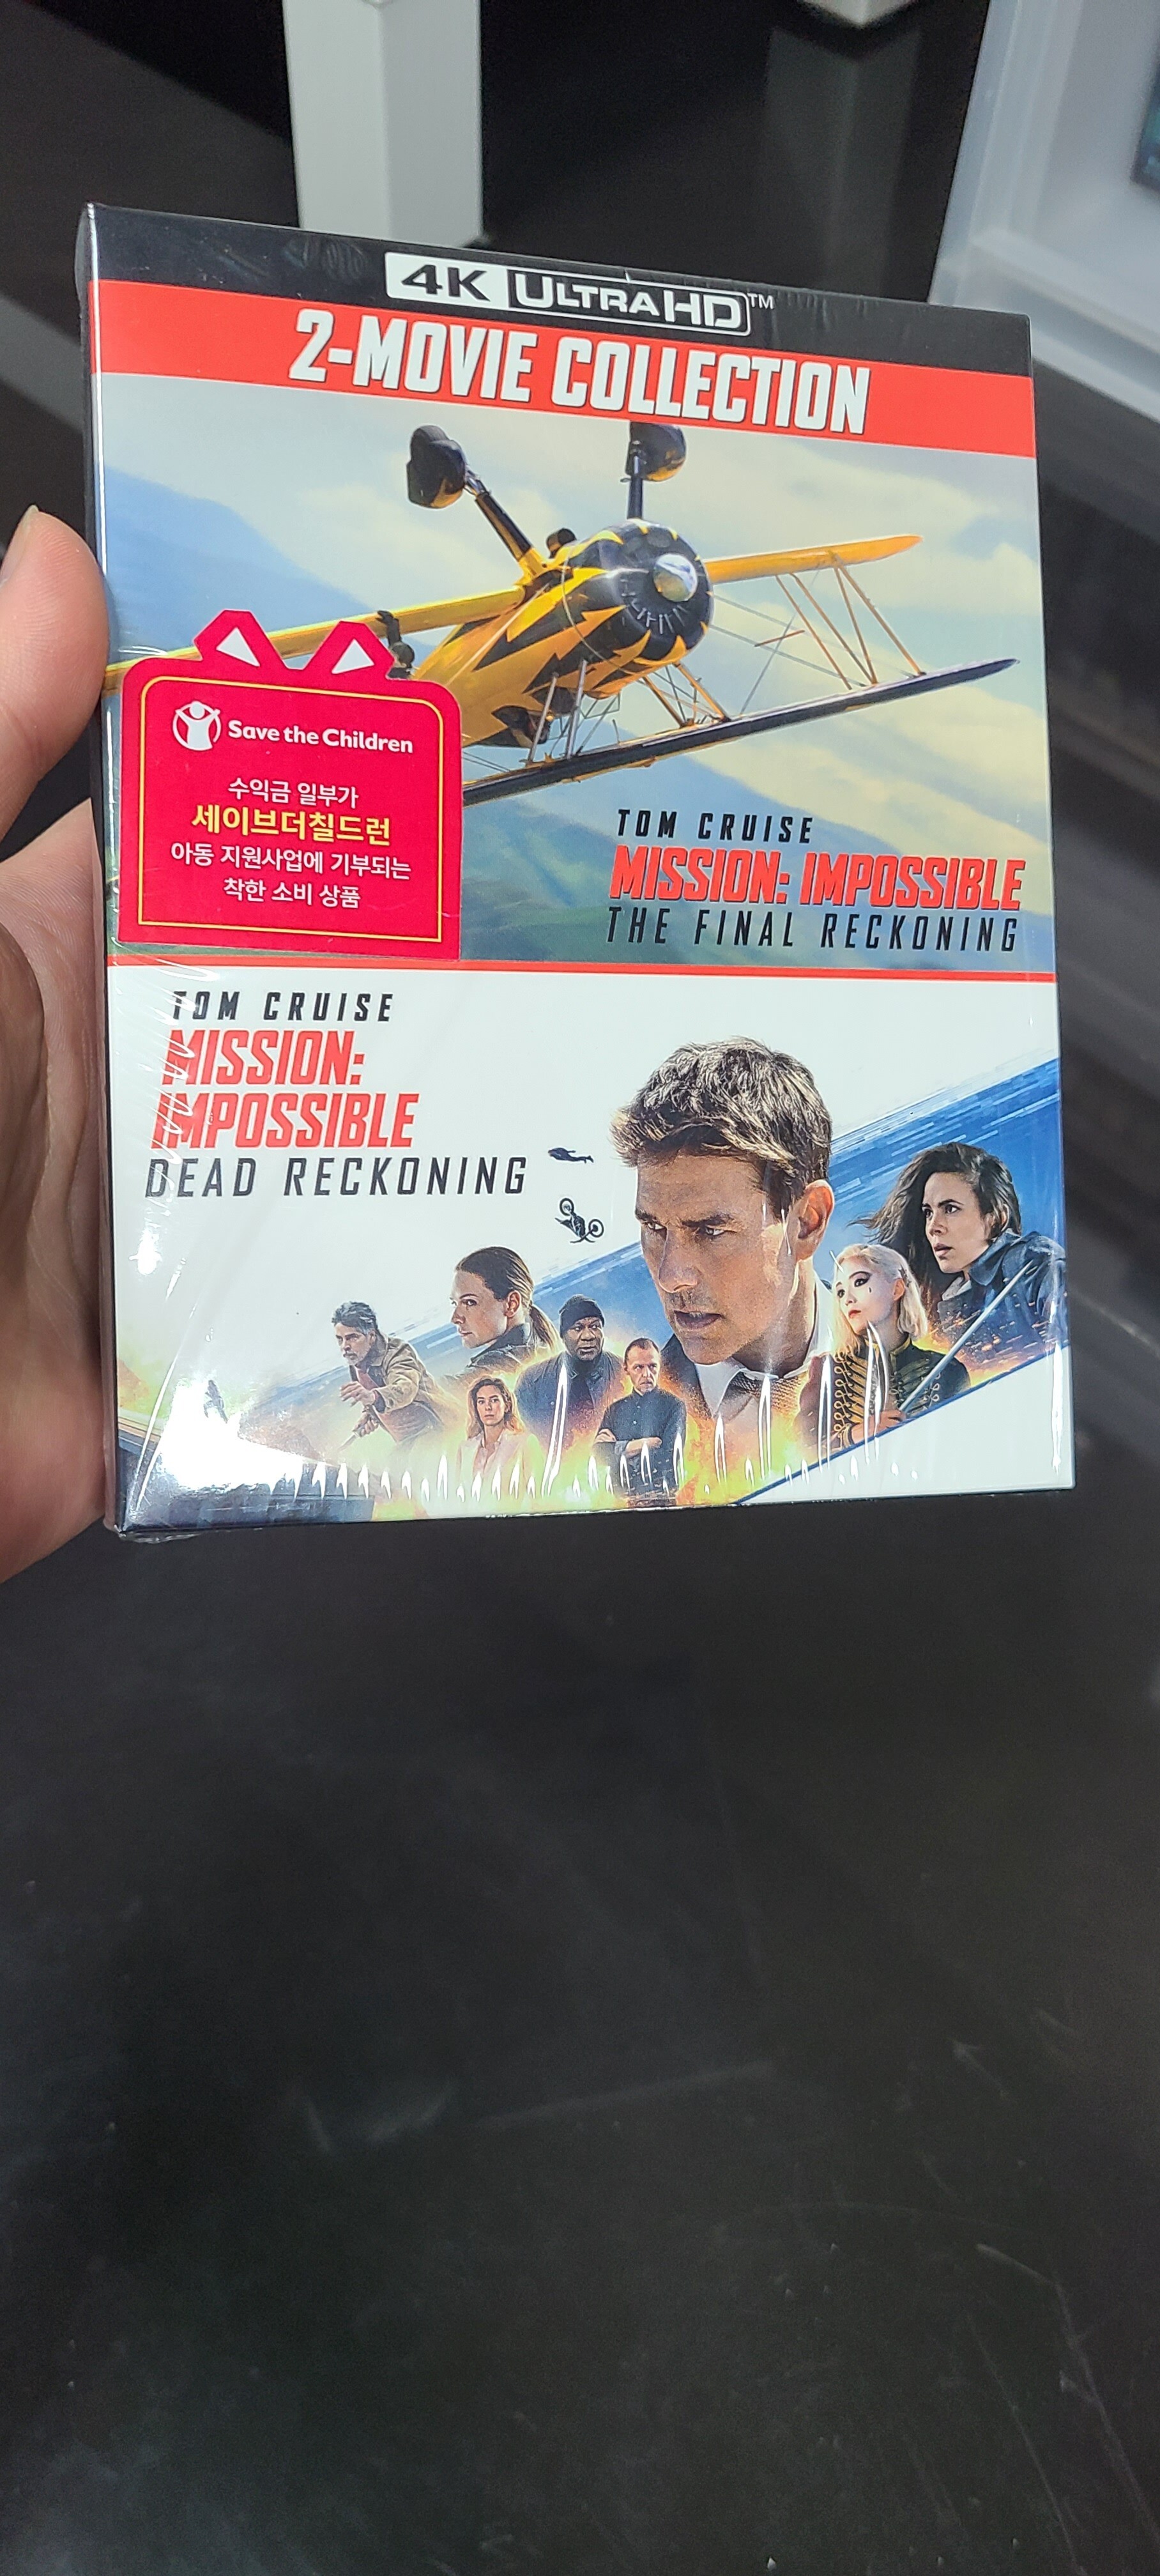 4K ULTRA HD™
2-MOVIE COLLECTION
Save the Children
수익금 일부가
세이브더칠드런
아동 지원사업에 기부되는
착한 소비 상품
TOM CRUISE
MISSION: IMPOSSIBLE
THE FINAL RECKONING
TOM CRUISE
MISSION:
IMPOSSIBLE
DEAD RECKONING